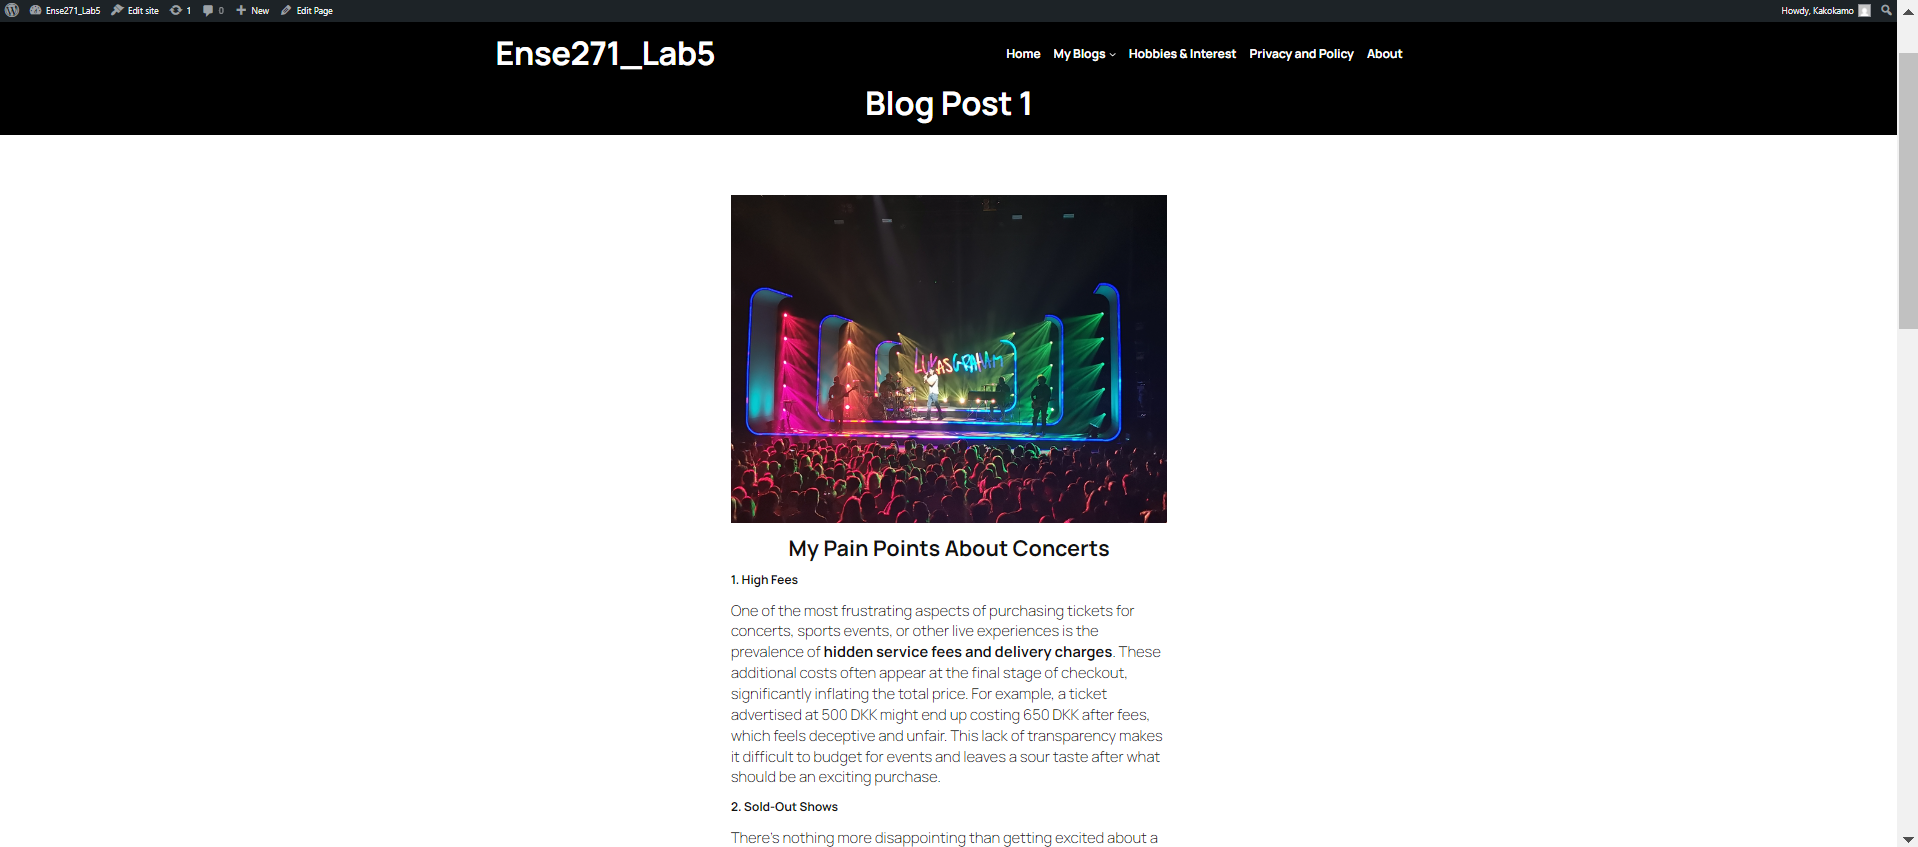 Ense271_Lab5 Edit site 1 0 New Edit Page Howdy, Kakokamo
Ense271_Lab5
Home My Blogs Hobbies & Interest Privacy and Policy About
Blog Post 1
LUKAS GRAHAM
My Pain Points About Concerts
1. High Fees
One of the most frustrating aspects of purchasing tickets for
concerts, sports events, or other live experiences is the
prevalence of hidden service fees and delivery charges. These
additional costs often appear at the final stage of checkout,
significantly inflating the total price. For example, a ticket
advertised at 500 DKK might end up costing 650 DKK after fees,
which feels deceptive and unfair. This lack of transparency makes
it difficult to budget for events and leaves a sour taste after what
should be an exciting purchase.
2. Sold-Out Shows
There's nothing more disappointing than getting excited about a